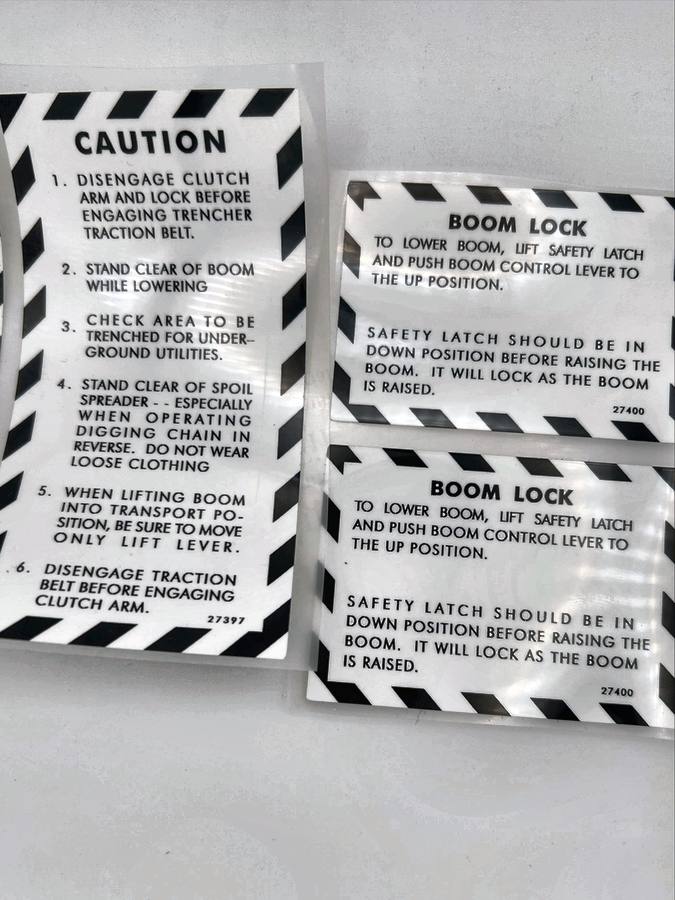 CAUTION
1. DISENGAGE CLUTCH
ARM AND LOCK BEFORE
ENGAGING TRENCHER
TRACTION BELT.
2. STAND CLEAR OF BOOM
WHILE LOWERING
3. CHECK AREA TO BE
TRENCHED FOR UNDER-
GROUND UTILITIES.
4. STAND CLEAR OF SPOIL
SPREADER - - ESPECIALLY
WHEN OPERATING
DIGGING CHAIN IN
REVERSE. DO NOT WEAR
LOOSE CLOTHING
5. WHEN LIFTING BOOM
INTO TRANSPORT PO-
SITION, BE SURE TO MOVE
ONLY LIFT LEVER.
6. DISENGAGE TRACTION
BELT BEFORE ENGAGING
CLUTCH ARM.
27397
BOOM LOCK
TO LOWER BOOM, LIFT SAFETY LATCH
AND PUSH BOOM CONTROL LEVER TO
THE UP POSITION.
SAFETY LATCH SHOULD BE IN
DOWN POSITION BEFORE RAISING THE
BOOM. IT WILL LOCK AS THE BOOM
IS RAISED.
27400
BOOM LOCK
TO LOWER BOOM, LIFT SAFETY LATCH
AND PUSH BOOM CONTROL LEVER TO
THE UP POSITION.
SAFETY LATCH SHOULD BE IN
DOWN POSITION BEFORE RAISING THE
BOOM. IT WILL LOCK AS THE BOOM
IS RAISED.
27400